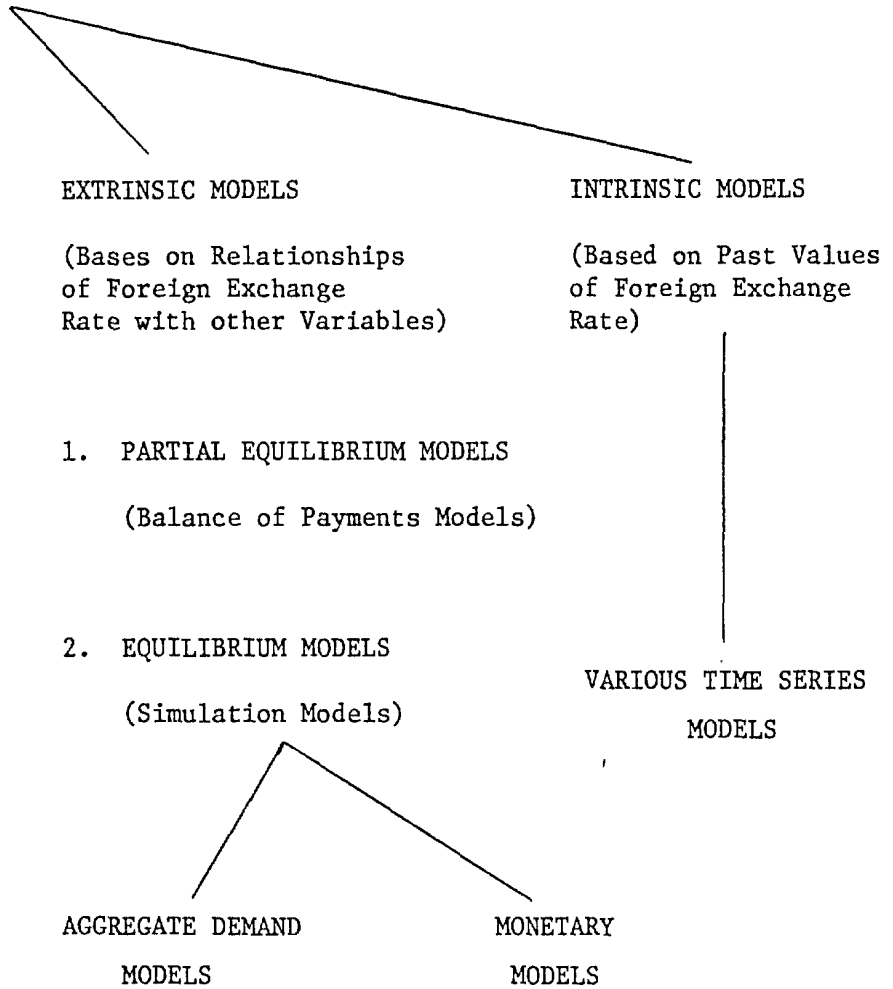 EXTRINSIC MODELS
(Bases on Relationships
of Foreign Exchange
Rate with other Variables)
INTRINSIC MODELS
(Based on Past Values
of Foreign Exchange
Rate)
1. PARTIAL EQUILIBRIUM MODELS
(Balance of Payments Models)
2. EQUILIBRIUM MODELS
(Simulation Models)
VARIOUS TIME SERIES
MODELS
AGGREGATE DEMAND
MODELS
MONETARY
MODELS